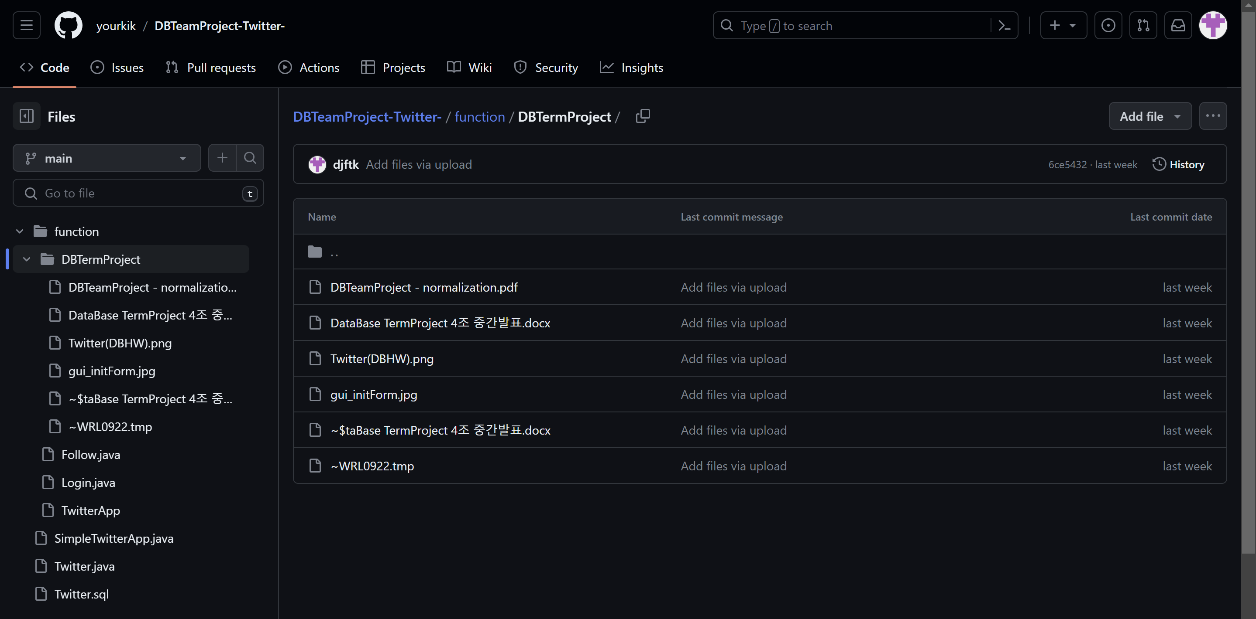 yourkik / DBTeamProject-Twitter-
Type / to search
Code
Issues
Pull requests
Actions
Projects
Wiki
Security
Insights
Files
main
Go to file
t
function
DBTermProject
DBTeamProject - normalizatio...
DataBase TermProject 4조 중...
Twitter(DBHW).png
gui_initForm.jpg
~$taBase TermProject 4조 중...
~WRL0922.tmp
Follow.java
Login.java
TwitterApp
SimpleTwitterApp.java
Twitter.java
Twitter.sql
DBTeamProject-Twitter- / function / DBTermProject /
Add file
djftk Add files via upload
6ce5432 · last week
History
Name Last commit message Last commit date
..
DBTeamProject - normalization.pdf Add files via upload last week
DataBase TermProject 4조 중간발표.docx Add files via upload last week
Twitter(DBHW).png Add files via upload last week
gui_initForm.jpg Add files via upload last week
~$taBase TermProject 4조 중간발표.docx Add files via upload last week
~WRL0922.tmp Add files via upload last week